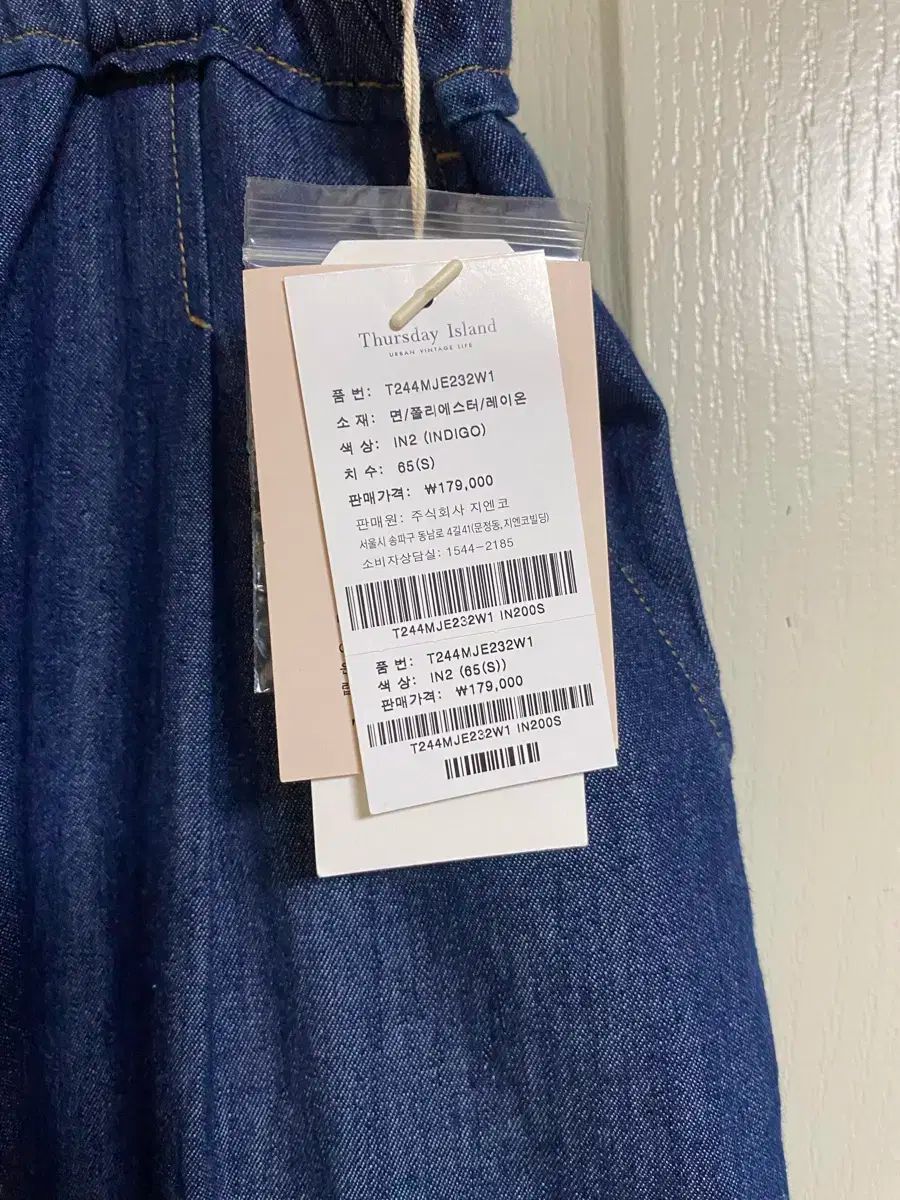 Thursday Island
URBAN VINTAGE LIFE
품 번: T244MJE232W1
소 재: 면/폴리에스터/레이온
색 상: IN2 (INDIGO)
치 수: 65(S)
판매가격: ₩179,000
판매원: 주식회사 지엔코
서울시 송파구 동남로 4길41(문정동,지엔코빌딩)
소비자상담실: 1544-2185
T244MJE232W1 IN200S
품 번: T244MJE232W1
색 상: IN2 (65(S))
판매가격: ₩179,000
T244MJE232W1 IN200S